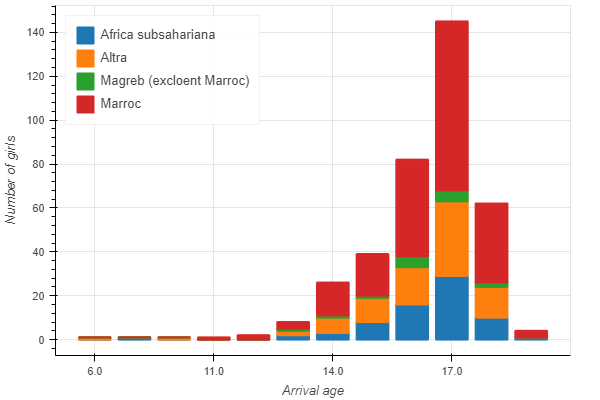 Africa subsahariana
Altra
Magreb (excloent Marroc)
Marroc
Number of girls
140
120
100
80
60
40
20
0
6.0 11.0 14.0 17.0
Arrival age